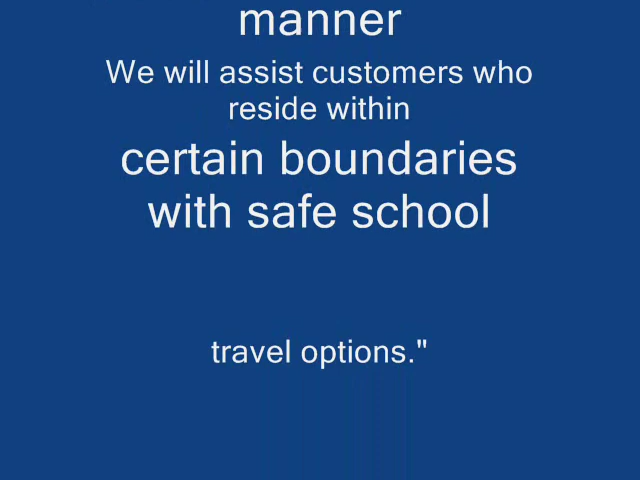 manner
We will assist customers who
reside within
certain boundaries
with safe school
travel options."